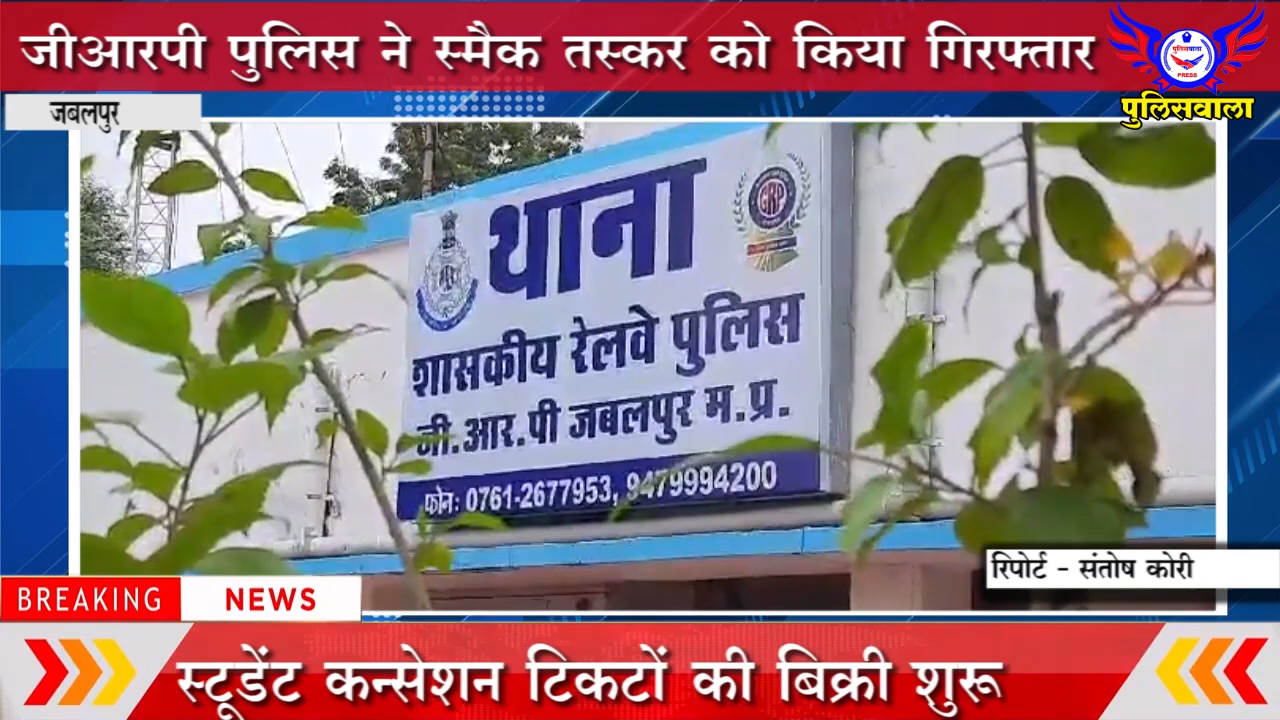 जीआरपी पुलिस ने स्मैक तस्कर को किया गिरफ्तार
पुलिसवाला
PRESS
पुलिसवाला
जबलपुर
थाना
GRP
शासकीय रेलवे पुलिस
जी.आर.पी जबलपुर म.प्र.
फोन: 0761-2677953, 9479994200
रिपोर्ट - संतोष कोरी
BREAKING NEWS
स्टूडेंट कन्सेशन टिकटों की बिक्री शुरू